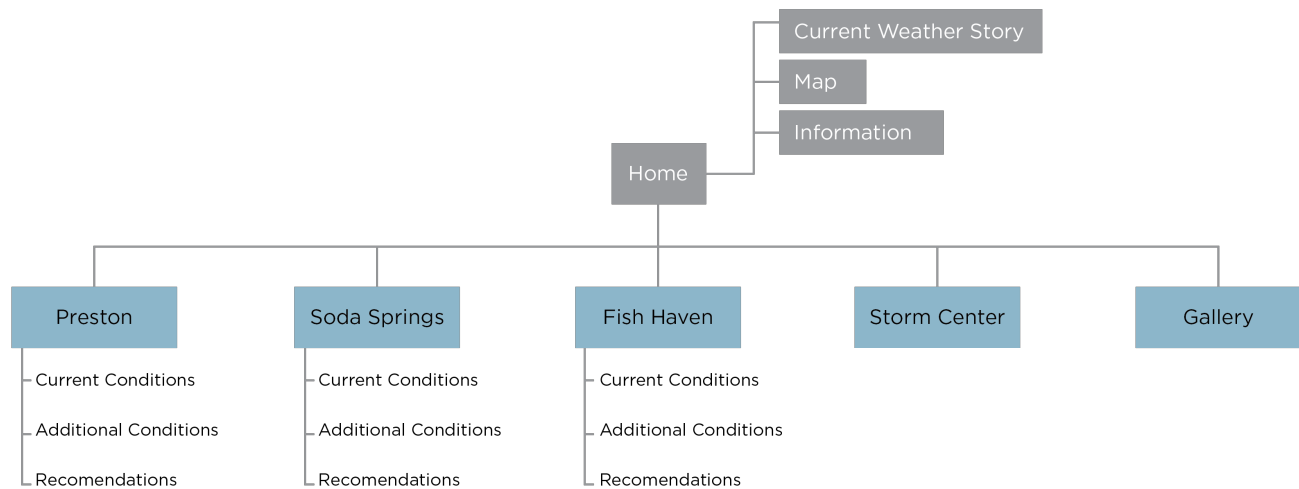 Current Weather Story
Map
Information
Home
Preston
Soda Springs
Fish Haven
Storm Center
Gallery
Current Conditions
Additional Conditions
Recomendations
Current Conditions
Additional Conditions
Recomendations
Current Conditions
Additional Conditions
Recomendations